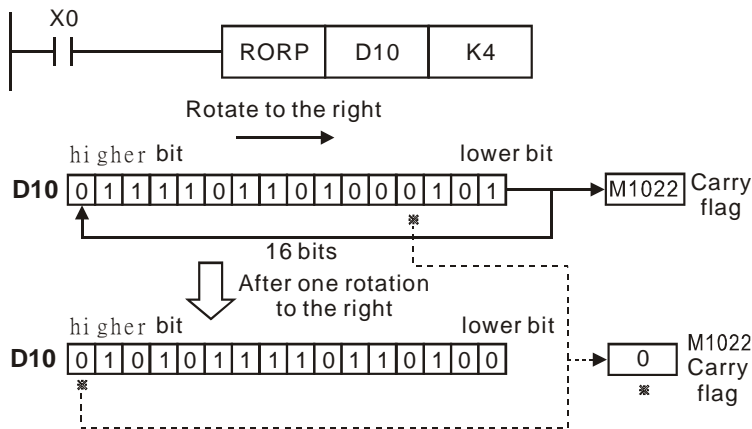 X0
RORP D10 K4
Rotate to the right
higher bit lower bit
D10 0 1 1 1 1 0 1 1 0 1 0 0 0 1 0 1 M1022 Carry
flag
※
16 bits
After one rotation
to the right
higher bit lower bit
D10 0 1 0 1 0 1 1 1 1 0 1 1 0 1 0 0 0 M1022
Carry
flag
※ ※